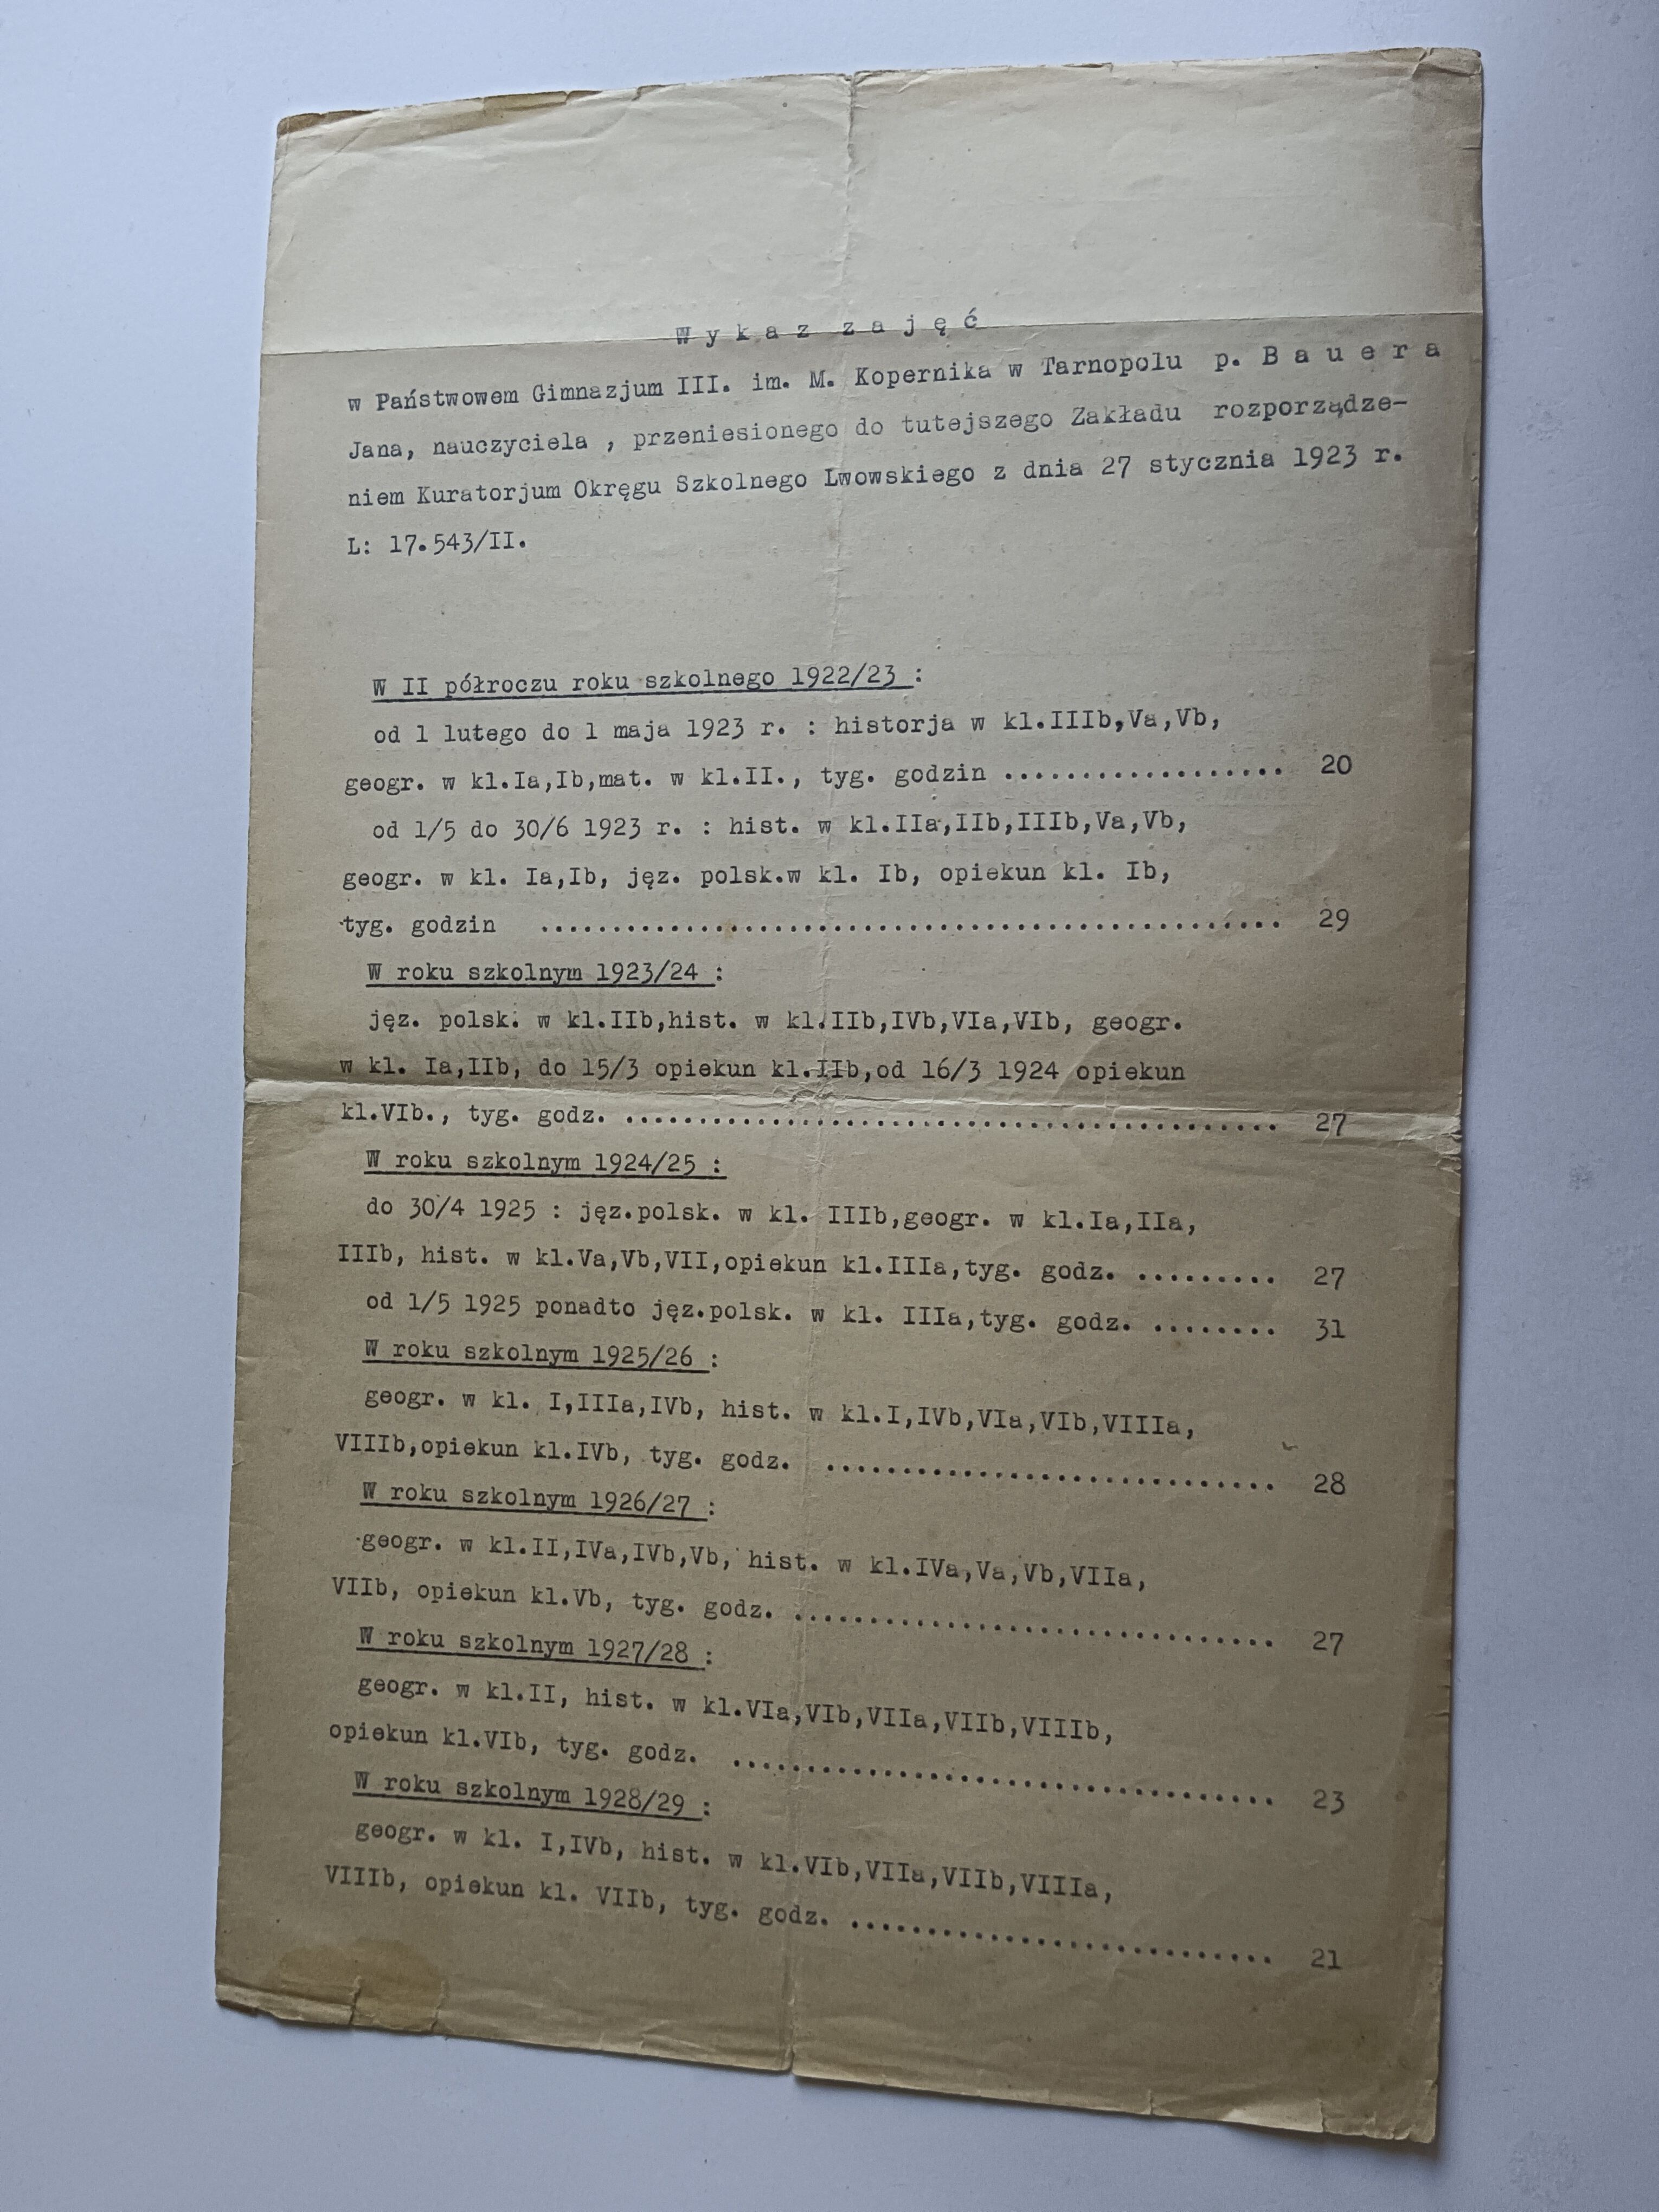 W y k a z  z a j ę ć
w Państwowem Gimnazjum III. im. M. Kopernika w Tarnopolu p. B a u e r a
Jana, nauczyciela , przeniesionego do tutejszego Zakładu rozporządze-
niem Kuratorjum Okręgu Szkolnego Lwowskiego z dnia 27 stycznia 1923 r.
L: 17.543/II.
W II półroczu roku szkolnego 1922/23 :
od 1 lutego do 1 maja 1923 r. : historja w kl.IIIb,Va,Vb,
geogr. w kl.Ia,Ib,mat. w kl.II., tyg. godzin ................... 20
od 1/5 do 30/6 1923 r. : hist. w kl.IIa,IIb,IIIb,Va,Vb,
geogr. w kl. Ia,Ib, jęz. polsk.w kl. Ib, opiekun kl. Ib,
tyg. godzin .................................................. 29
W roku szkolnym 1923/24 :
jęz. polsk. w kl.IIb,hist. w kl.IIb,IVb,VIa,VIb, geogr.
w kl. Ia,IIb, do 15/3 opiekun kl.IIb,od 16/3 1924 opiekun
kl.VIb., tyg. godz. ............................................ 27
W roku szkolnym 1924/25 :
do 30/4 1925 : jęz.polsk. w kl. IIIb,geogr. w kl.Ia,IIa,
IIIb, hist. w kl.Va,Vb,VII,opiekun kl.IIIa,tyg. godz. ......... 27
od 1/5 1925 ponadto jęz.polsk. w kl. IIIa,tyg. godz. ........ 31
W roku szkolnym 1925/26 :
geogr. w kl. I,IIIa,IVb, hist. w kl.I,IVb,VIa,VIb,VIIIa,
VIIIb,opiekun kl.IVb, tyg. godz. .............................. 28
W roku szkolnym 1926/27 :
geogr. w kl.II,IVa,IVb,Vb, hist. w kl.IVa,Va,Vb,VIIa,
VIIb, opiekun kl.Vb, tyg. godz. ................................ 27
W roku szkolnym 1927/28 :
geogr. w kl.II, hist. w kl.VIa,VIb,VIIa,VIIb,VIIIb,
opiekun kl.VIb, tyg. godz. .................................... 23
W roku szkolnym 1928/29 :
geogr. w kl. I,IVb, hist. w kl.VIb,VIIa,VIIb,VIIIa,
VIIIb, opiekun kl. VIIb, tyg. godz. ............................ 21